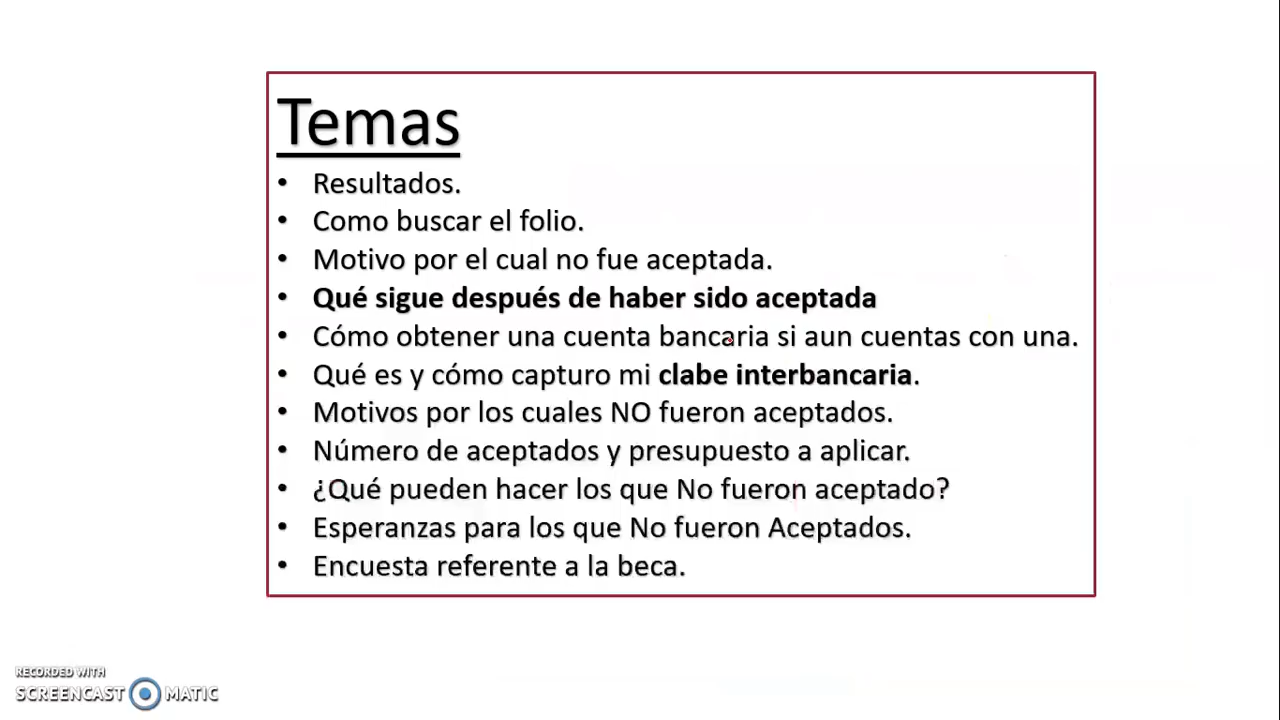 Temas
• Resultados.
• Como buscar el folio.
• Motivo por el cual no fue aceptada.
• Qué sigue después de haber sido aceptada
• Cómo obtener una cuenta bancaria si aun cuentas con una.
• Qué es y cómo capturo mi clabe interbancaria.
• Motivos por los cuales NO fueron aceptados.
• Número de aceptados y presupuesto a aplicar.
• ¿Qué pueden hacer los que No fueron aceptado?
• Esperanzas para los que No fueron Aceptados.
• Encuesta referente a la beca.
RECORDED WITH
SCREENCAST MATIC